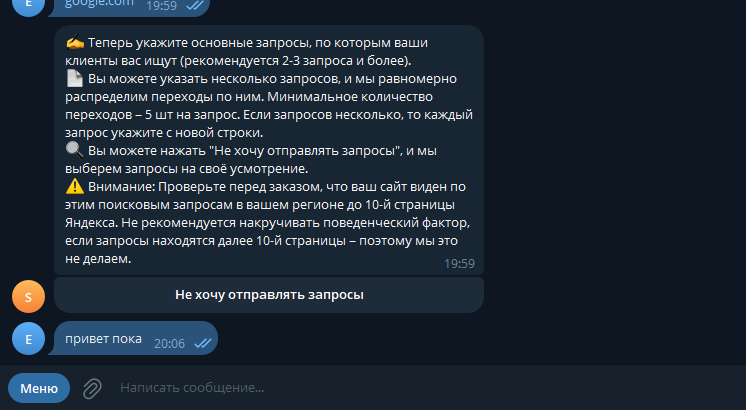 E
google.com
19:59
✍️ Теперь укажите основные запросы, по которым ваши
клиенты вас ищут (рекомендуется 2-3 запроса и более).
📄 Вы можете указать несколько запросов, и мы равномерно
распределим переходы по ним. Минимальное количество
переходов – 5 шт на запрос. Если запросов несколько, то каждый
запрос укажите с новой строки.
🔍 Вы можете нажать "Не хочу отправлять запросы", и мы
выберем запросы на своё усмотрение.
⚠️ Внимание: Проверьте перед заказом, что ваш сайт виден по
этим поисковым запросам в вашем регионе до 10-й страницы
Яндекса. Не рекомендуется накручивать поведенческий фактор,
если запросы находятся далее 10-й страницы – поэтому мы это
не делаем.
19:59
S
Не хочу отправлять запросы
E
привет пока
20:06
Меню
Написать сообщение...